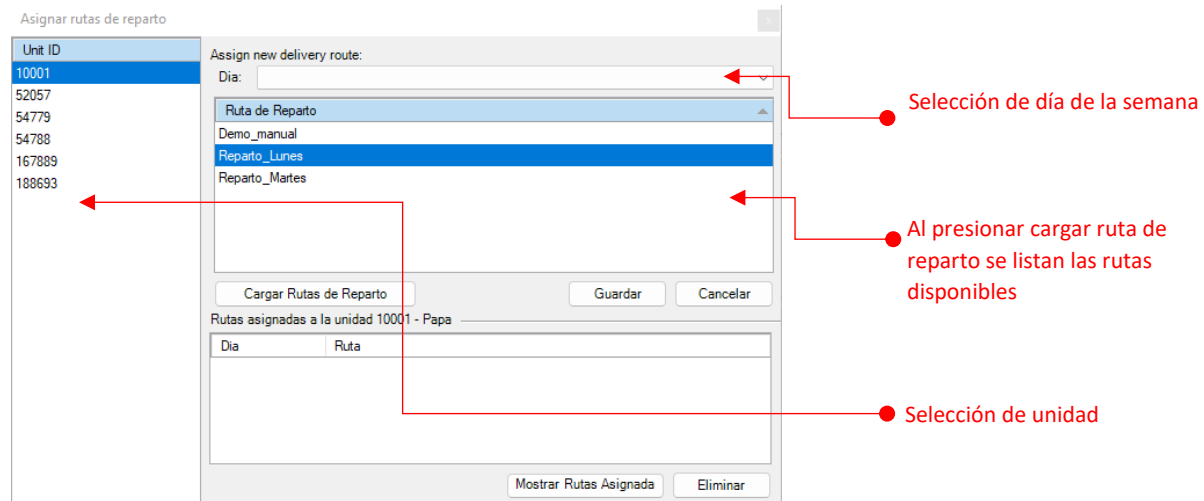 Asignar rutas de reparto
x
Unit ID
10001
52057
54779
54788
167889
188693
Assign new delivery route:
Dia:
Ruta de Reparto
Demo_manual
Reparto_Lunes
Reparto_Martes
Cargar Rutas de Reparto
Guardar
Cancelar
Rutas asignadas a la unidad 10001 - Papa
Dia
Ruta
Mostrar Rutas Asignada
Eliminar
Selección de día de la semana
Al presionar cargar ruta de
reparto se listan las rutas
disponibles
Selección de unidad